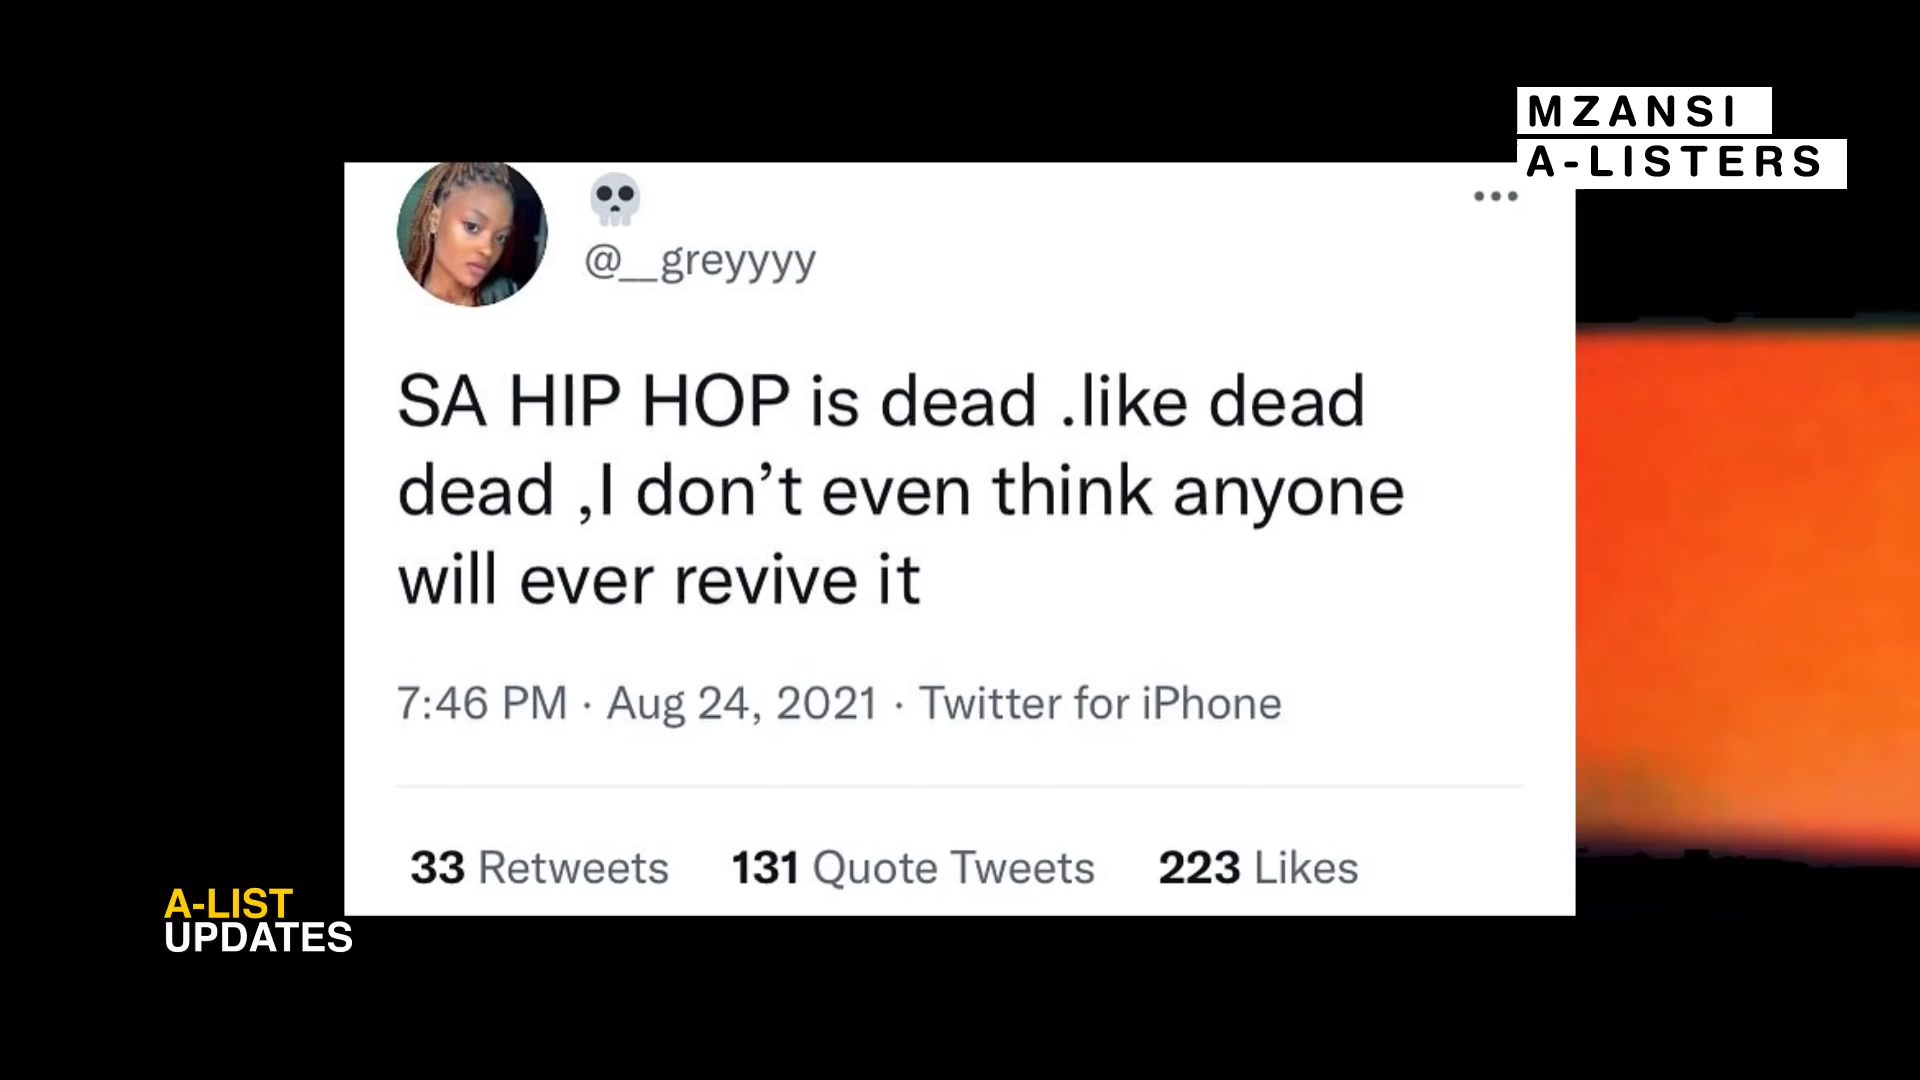 MZANSI
A-LISTERS
💀
@__greyyyy
SA HIP HOP is dead .like dead
dead ,I don’t even think anyone
will ever revive it
7:46 PM · Aug 24, 2021 · Twitter for iPhone
33 Retweets 131 Quote Tweets 223 Likes
A-LIST
UPDATES